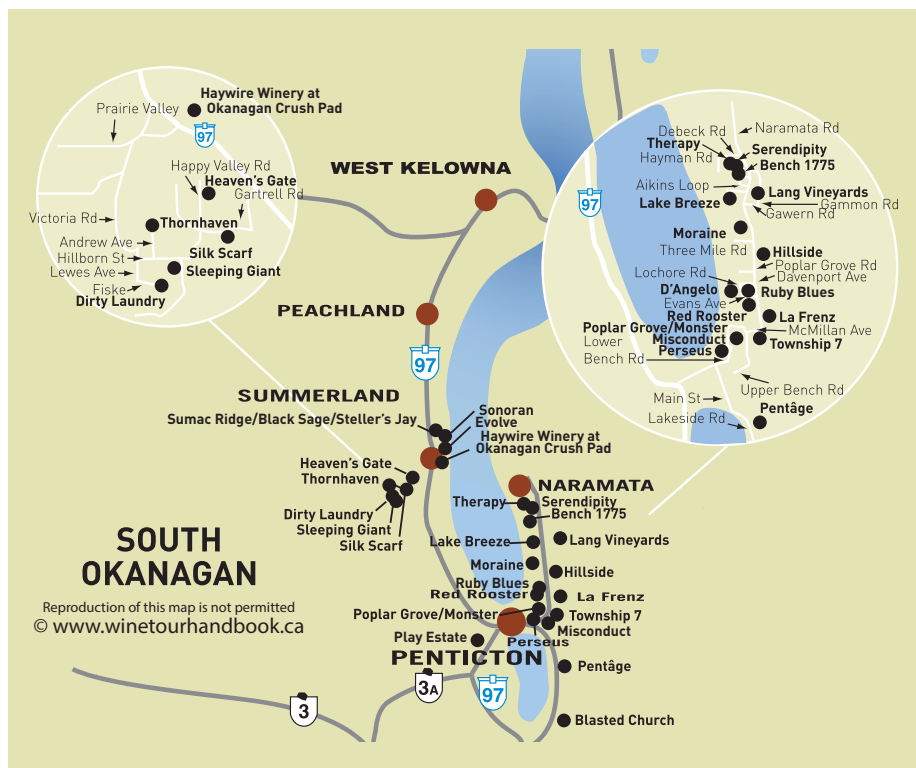 Haywire Winery at
Okanagan Crush Pad
Prairie Valley
97
Happy Valley Rd
Heaven's Gate
Gartrell Rd
Victoria Rd
Thornhaven
Andrew Ave
Silk Scarf
Hillborn St
Sleeping Giant
Lewes Ave
Fiske
Dirty Laundry
WEST KELOWNA
PEACHLAND
97
SUMMERLAND
Sumac Ridge/Black Sage/Steller's Jay
Sonoran
Evolve
Haywire Winery at
Okanagan Crush Pad
Heaven's Gate
Thornhaven
Dirty Laundry
Sleeping Giant
Silk Scarf
97
Debeck Rd
Naramata Rd
Therapy
Serendipity
Hayman Rd
Bench 1775
Aikins Loop
Lang Vineyards
Lake Breeze
Gammon Rd
Gawern Rd
Moraine
Three Mile Rd
Hillside
Poplar Grove Rd
Lochore Rd
Davenport Ave
D'Angelo
Ruby Blues
Evans Ave
Red Rooster
La Frenz
Poplar Grove/Monster
McMillan Ave
Lower
Misconduct
Township 7
Perseus
Bench Rd
Upper Bench Rd
Main St
Pentâge
Lakeside Rd
NARAMATA
Therapy
Serendipity
Bench 1775
Lake Breeze
Lang Vineyards
Moraine
Hillside
Ruby Blues
Red Rooster
La Frenz
Poplar Grove/Monster
Township 7
Misconduct
Play Estate
Perseus
PENTICTON
Pentâge
3A
97
3
Blasted Church
SOUTH
OKANAGAN
Reproduction of this map is not permitted
© www.winetourhandbook.ca